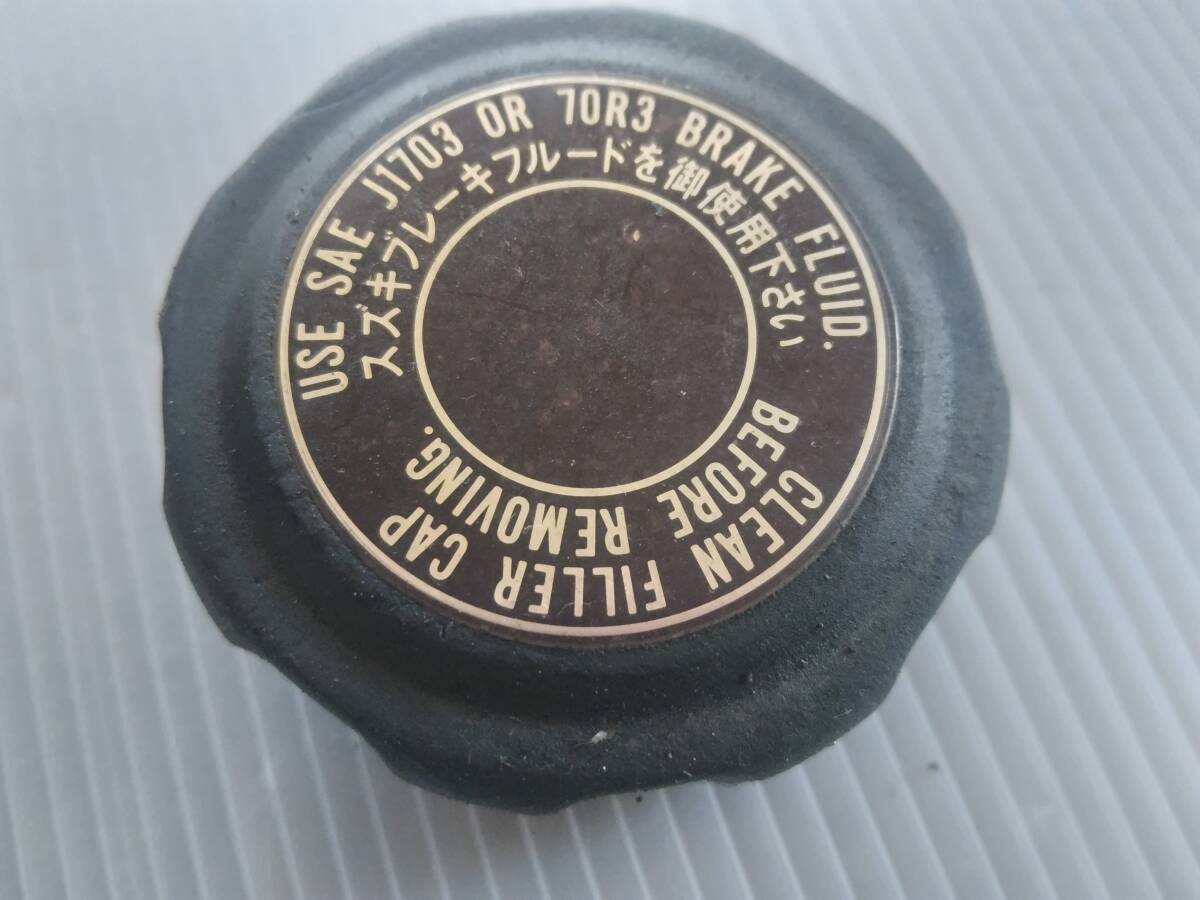 USE SAE J1703 OR 70R3 BRAKE FLUID.
スズキブレーキフルードを御使用下さい
CLEAN FILLER CAP
BEFORE REMOVING.